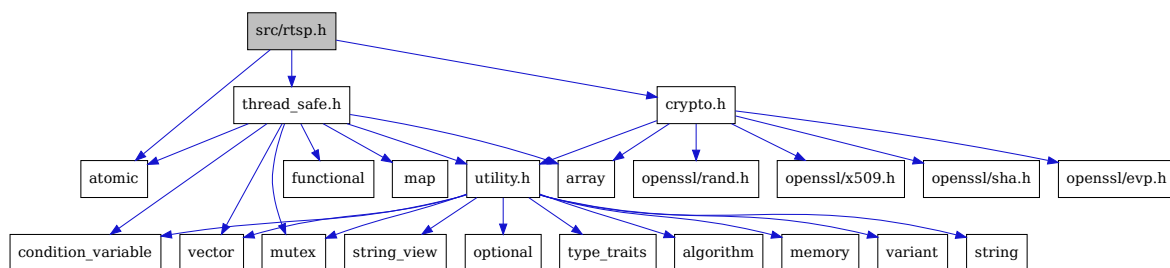 src/rtsp.h
thread_safe.h
crypto.h
atomic
functional
map
utility.h
array
openssl/rand.h
openssl/x509.h
openssl/sha.h
openssl/evp.h
condition_variable
vector
mutex
string_view
optional
type_traits
algorithm
memory
variant
string